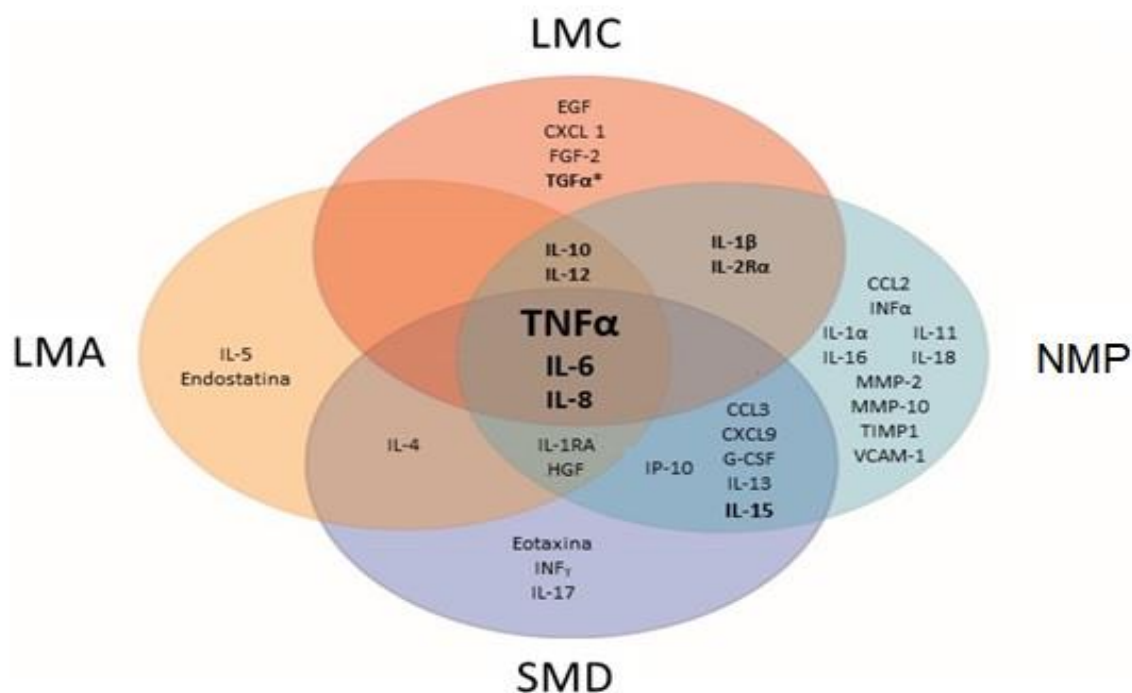 LMC
EGF
CXCL 1
FGF-2
TGFα*
IL-10
IL-12
IL-1β
IL-2Rα
TNFα
IL-6
IL-8
LMA
IL-5
Endostatina
NMP
CCL2
INFα
IL-1α IL-11
IL-16 IL-18
MMP-2
MMP-10
TIMP1
VCAM-1
IL-4
IL-1RA
HGF
IP-10
CCL3
CXCL9
G-CSF
IL-13
IL-15
Eotaxina
INFγ
IL-17
SMD